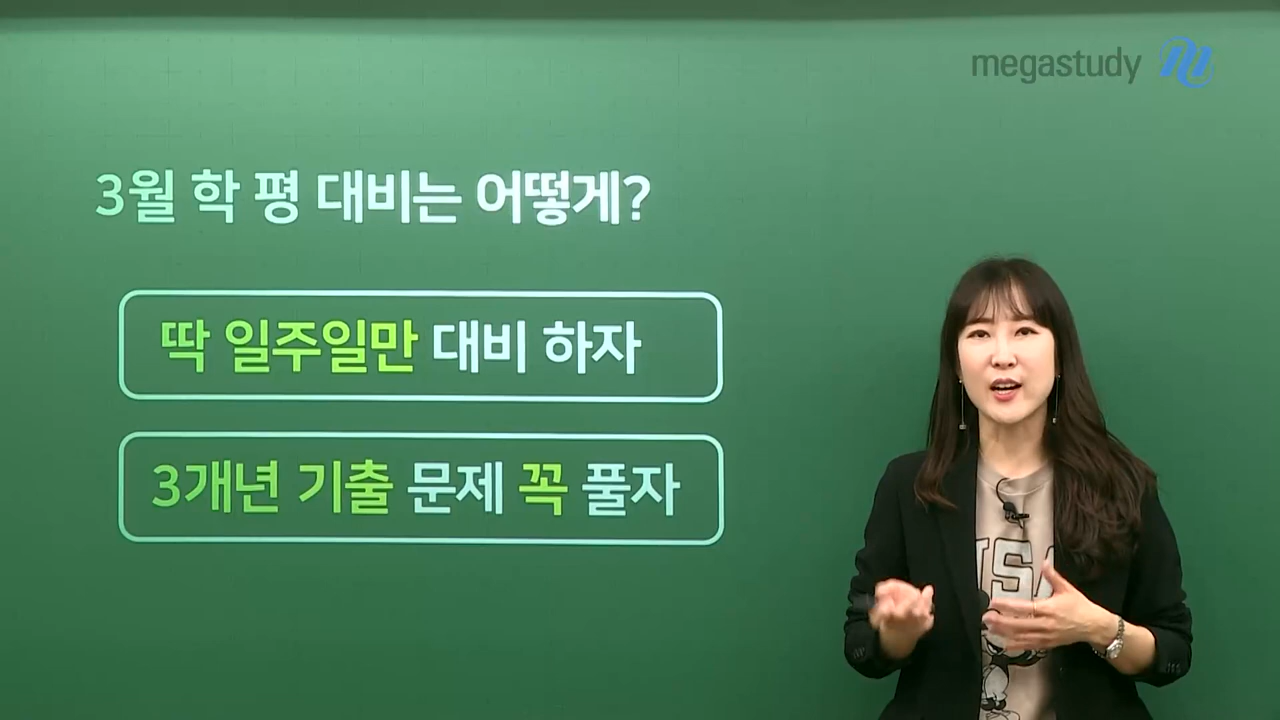 megastudy
3월 학 평 대비는 어떻게?
딱 일주일만 대비 하자
3개년 기출 문제 꼭 풀자
USA